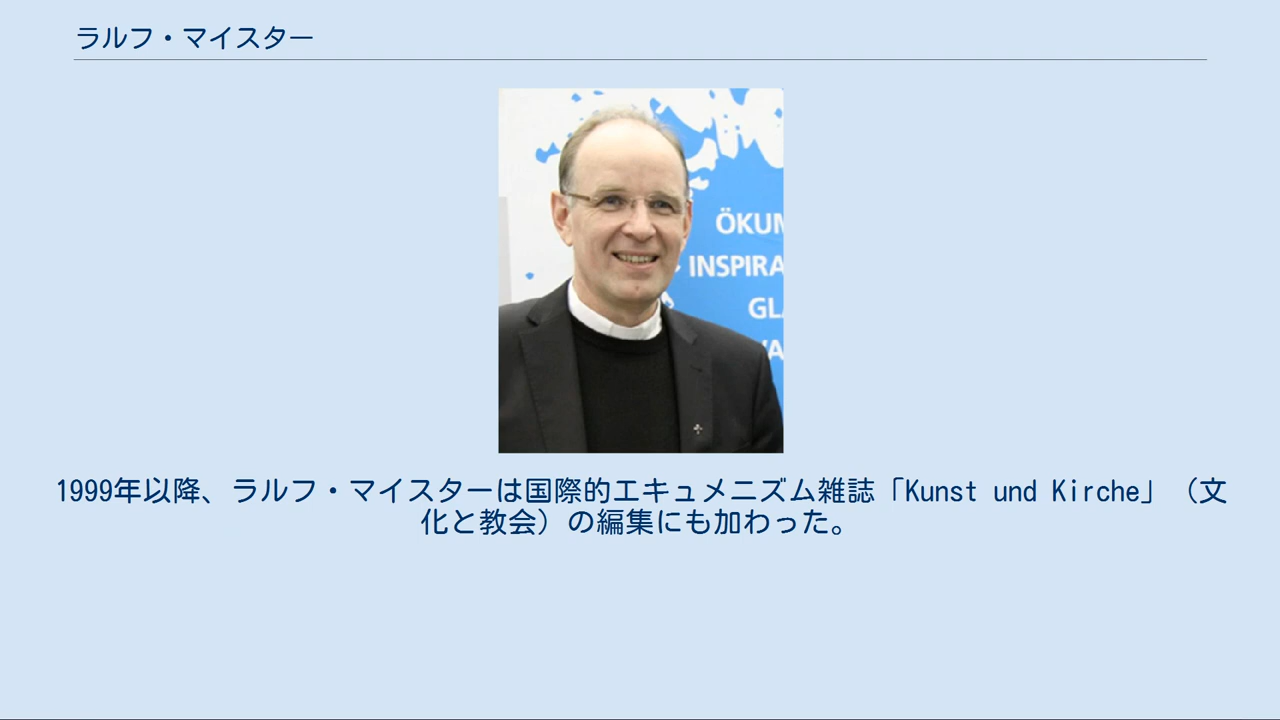 ラルフ・マイスター
ÖKUM
INSPIRA
GL
1999年以降、ラルフ・マイスターは国際的エキュメニズム雑誌「Kunst und Kirche」（文
化と教会）の編集にも加わった。